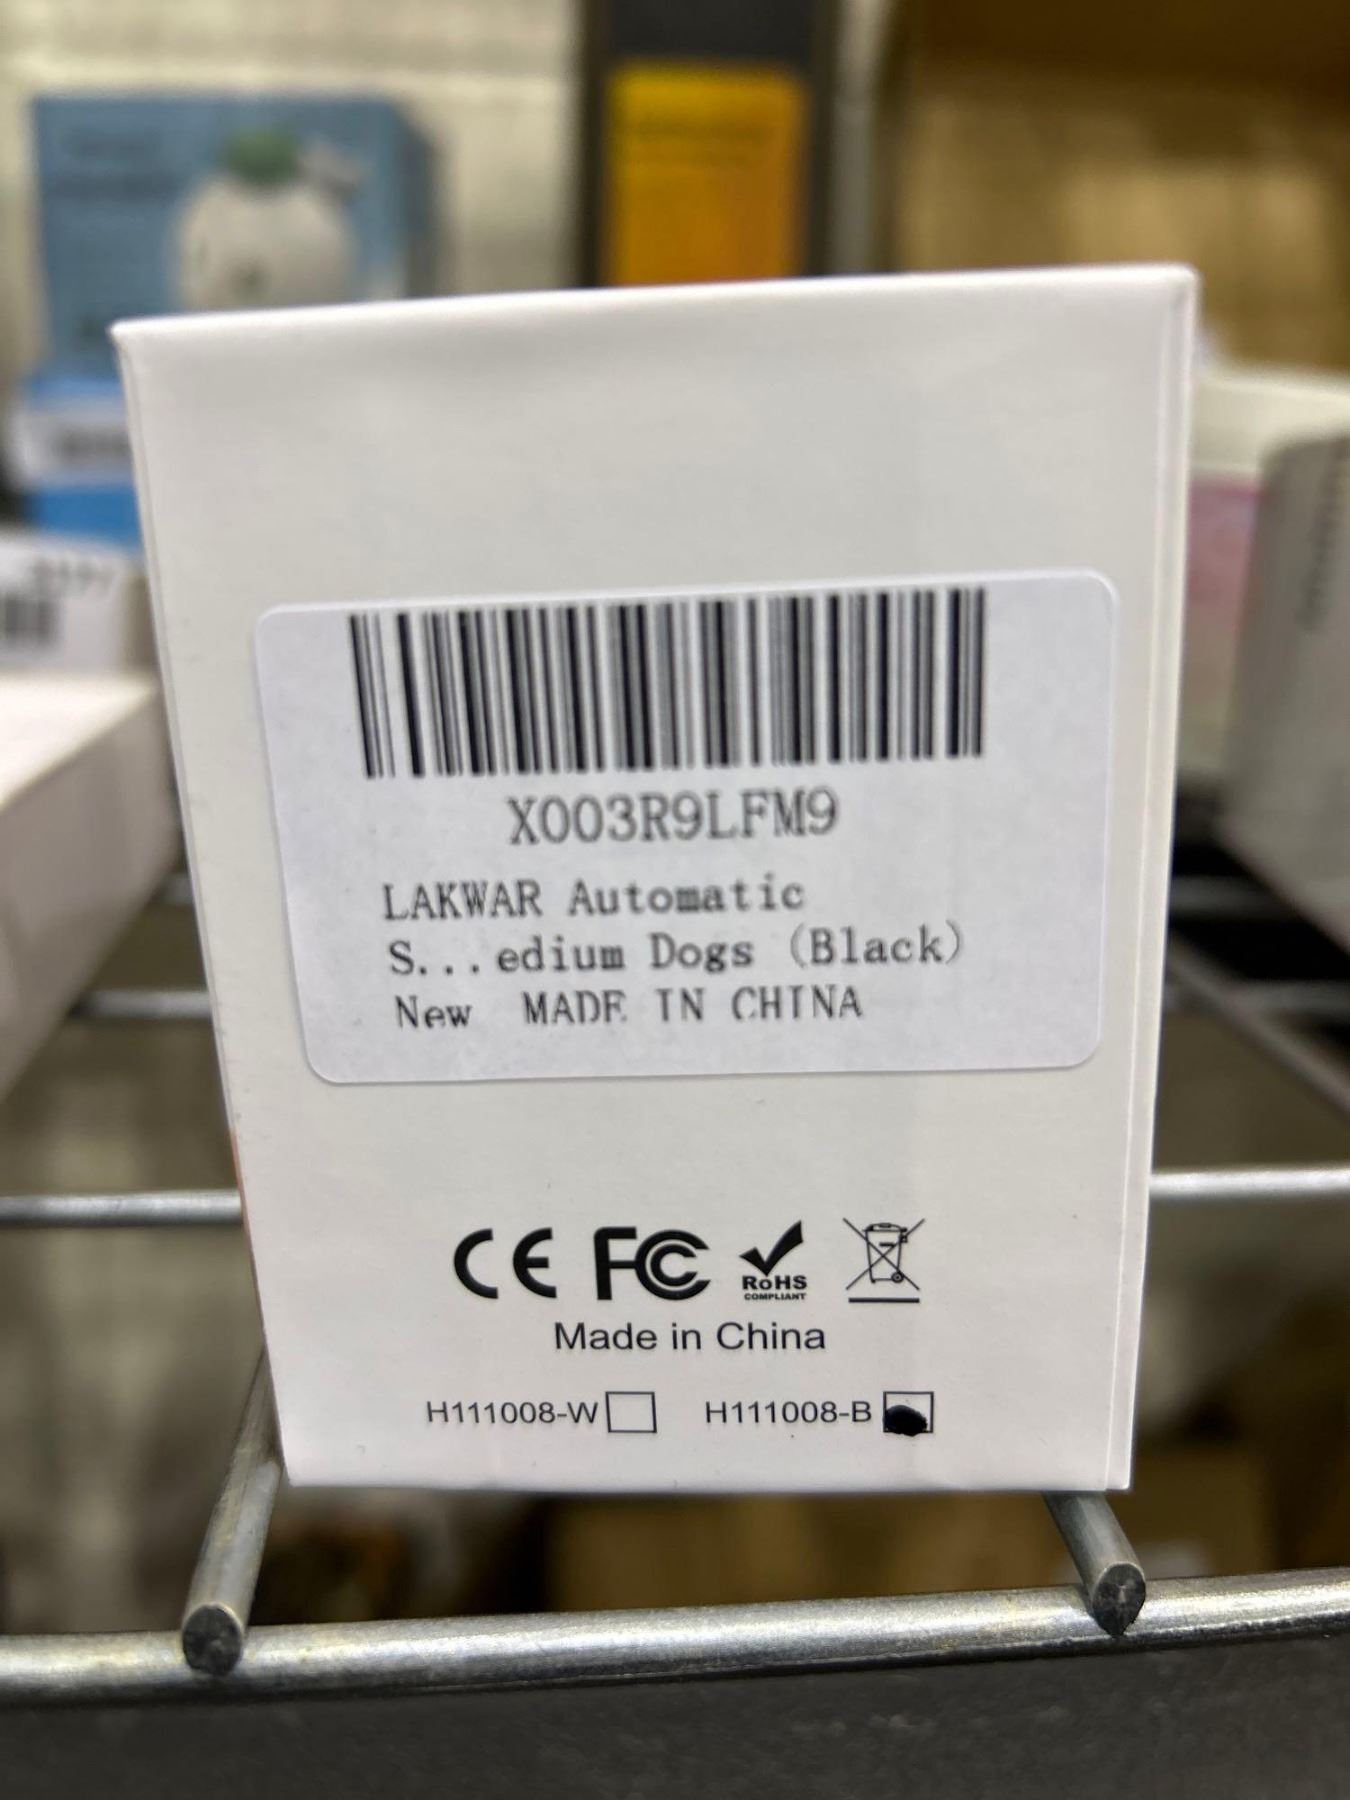 X003R9LFM9
LAKWAR Automatic
S...edium Dogs (Black)
New MADE IN CHINA
CE FC RoHS
COMPLIANT
Made in China
H111008-W H111008-B